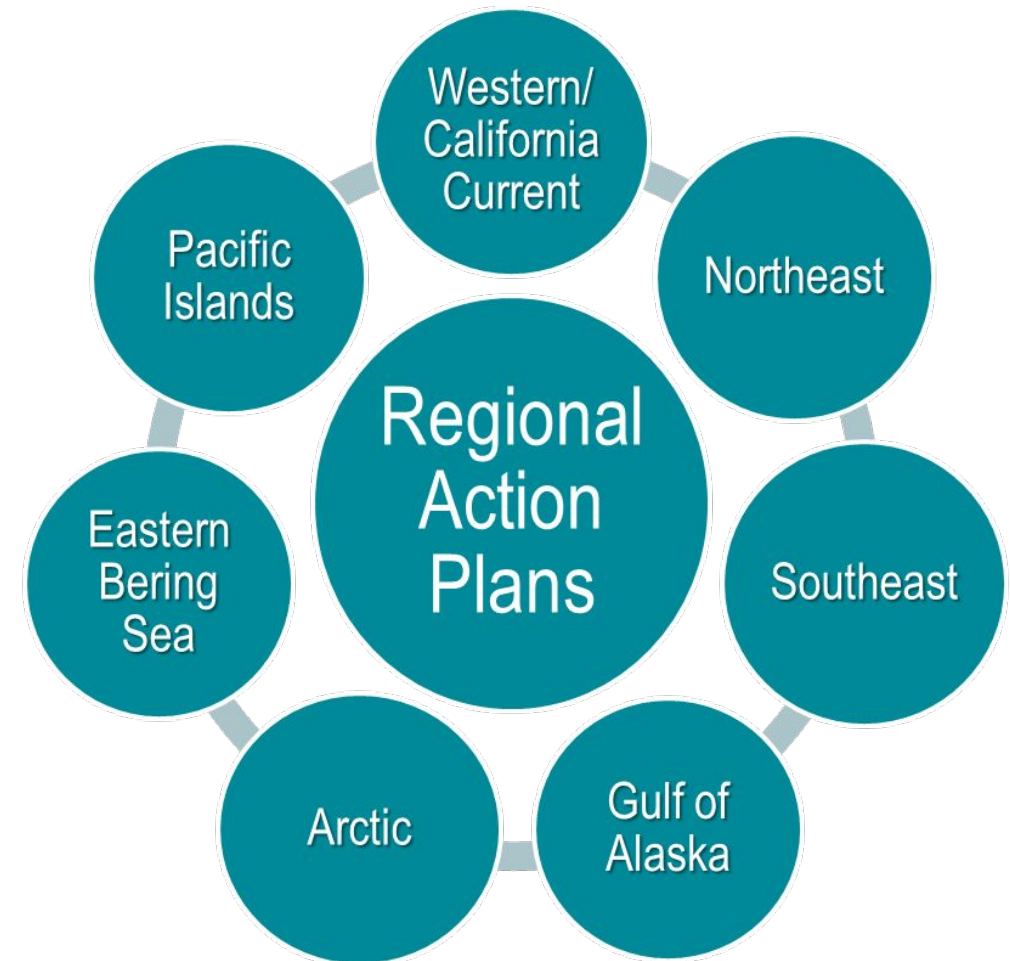 Western/
California
Current
Northeast
Southeast
Gulf of
Alaska
Arctic
Eastern
Bering
Sea
Pacific
Islands
Regional
Action
Plans